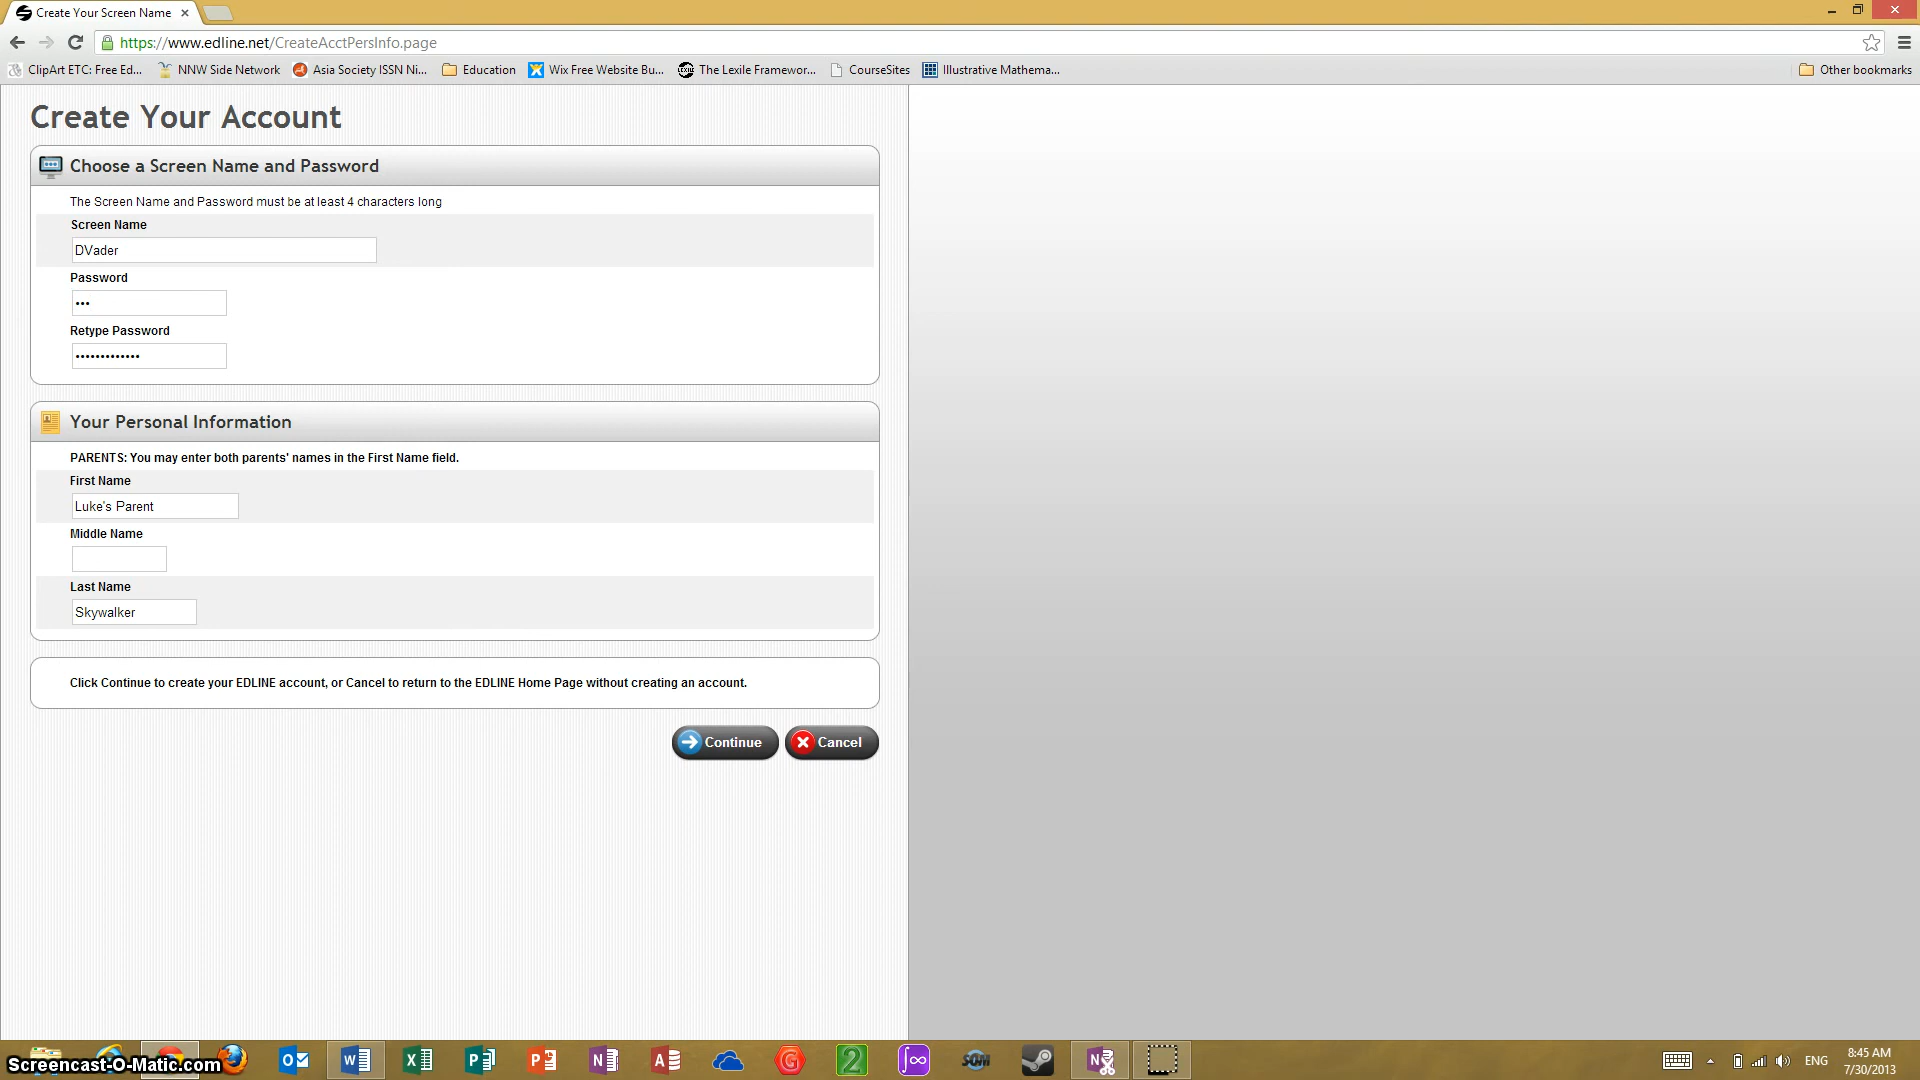 Create Your Screen Name
https://www.edline.net/CreateAcctPersInfo.page
ClipArt ETC: Free Ed... NNW Side Network Asia Society ISSN Ni... Education Wix Free Website Bu... The Lexile Framewor... CourseSites Illustrative Mathema... Other bookmarks
Create Your Account
Choose a Screen Name and Password
The Screen Name and Password must be at least 4 characters long
Screen Name
DVader
Password
•••
Retype Password
•••••••••••••
Your Personal Information
PARENTS: You may enter both parents' names in the First Name field.
First Name
Luke's Parent
Middle Name
Last Name
Skywalker
Click Continue to create your EDLINE account, or Cancel to return to the EDLINE Home Page without creating an account.
Continue Cancel
Screencast-O-Matic.com
SOM
ENG
8:45 AM
7/30/2013